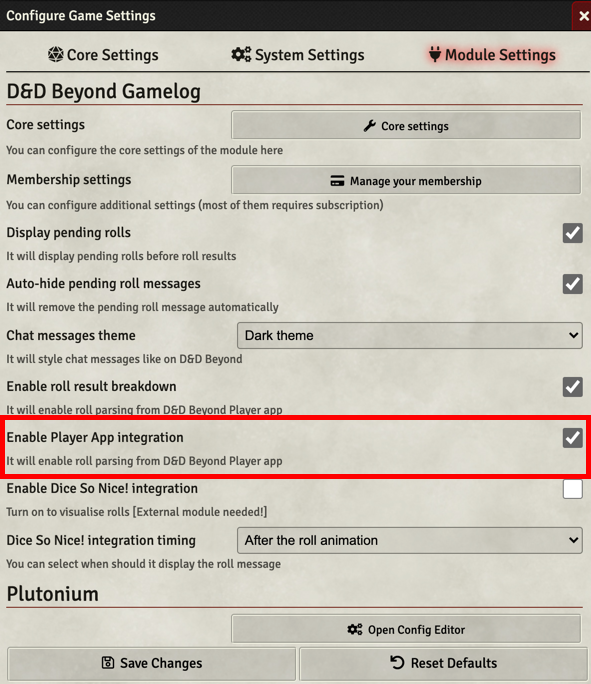 Configure Game Settings
Core Settings
System Settings
Module Settings
D&D Beyond Gamelog
Core settings
Core settings
You can configure the core settings of the module here
Membership settings
Manage your membership
You can configure additional settings (most of them requires subscription)
Display pending rolls
It will display pending rolls before roll results
Auto-hide pending roll messages
It will remove the pending roll message automatically
Chat messages theme
Dark theme
It will style chat messages like on D&D Beyond
Enable roll result breakdown
It will enable roll parsing from D&D Beyond Player app
Enable Player App integration
It will enable roll parsing from D&D Beyond Player app
Enable Dice So Nice! integration
Turn on to visualise rolls [External module needed!]
Dice So Nice! integration timing
After the roll animation
You can select when should it display the roll message
Plutonium
Open Config Editor
Save Changes
Reset Defaults